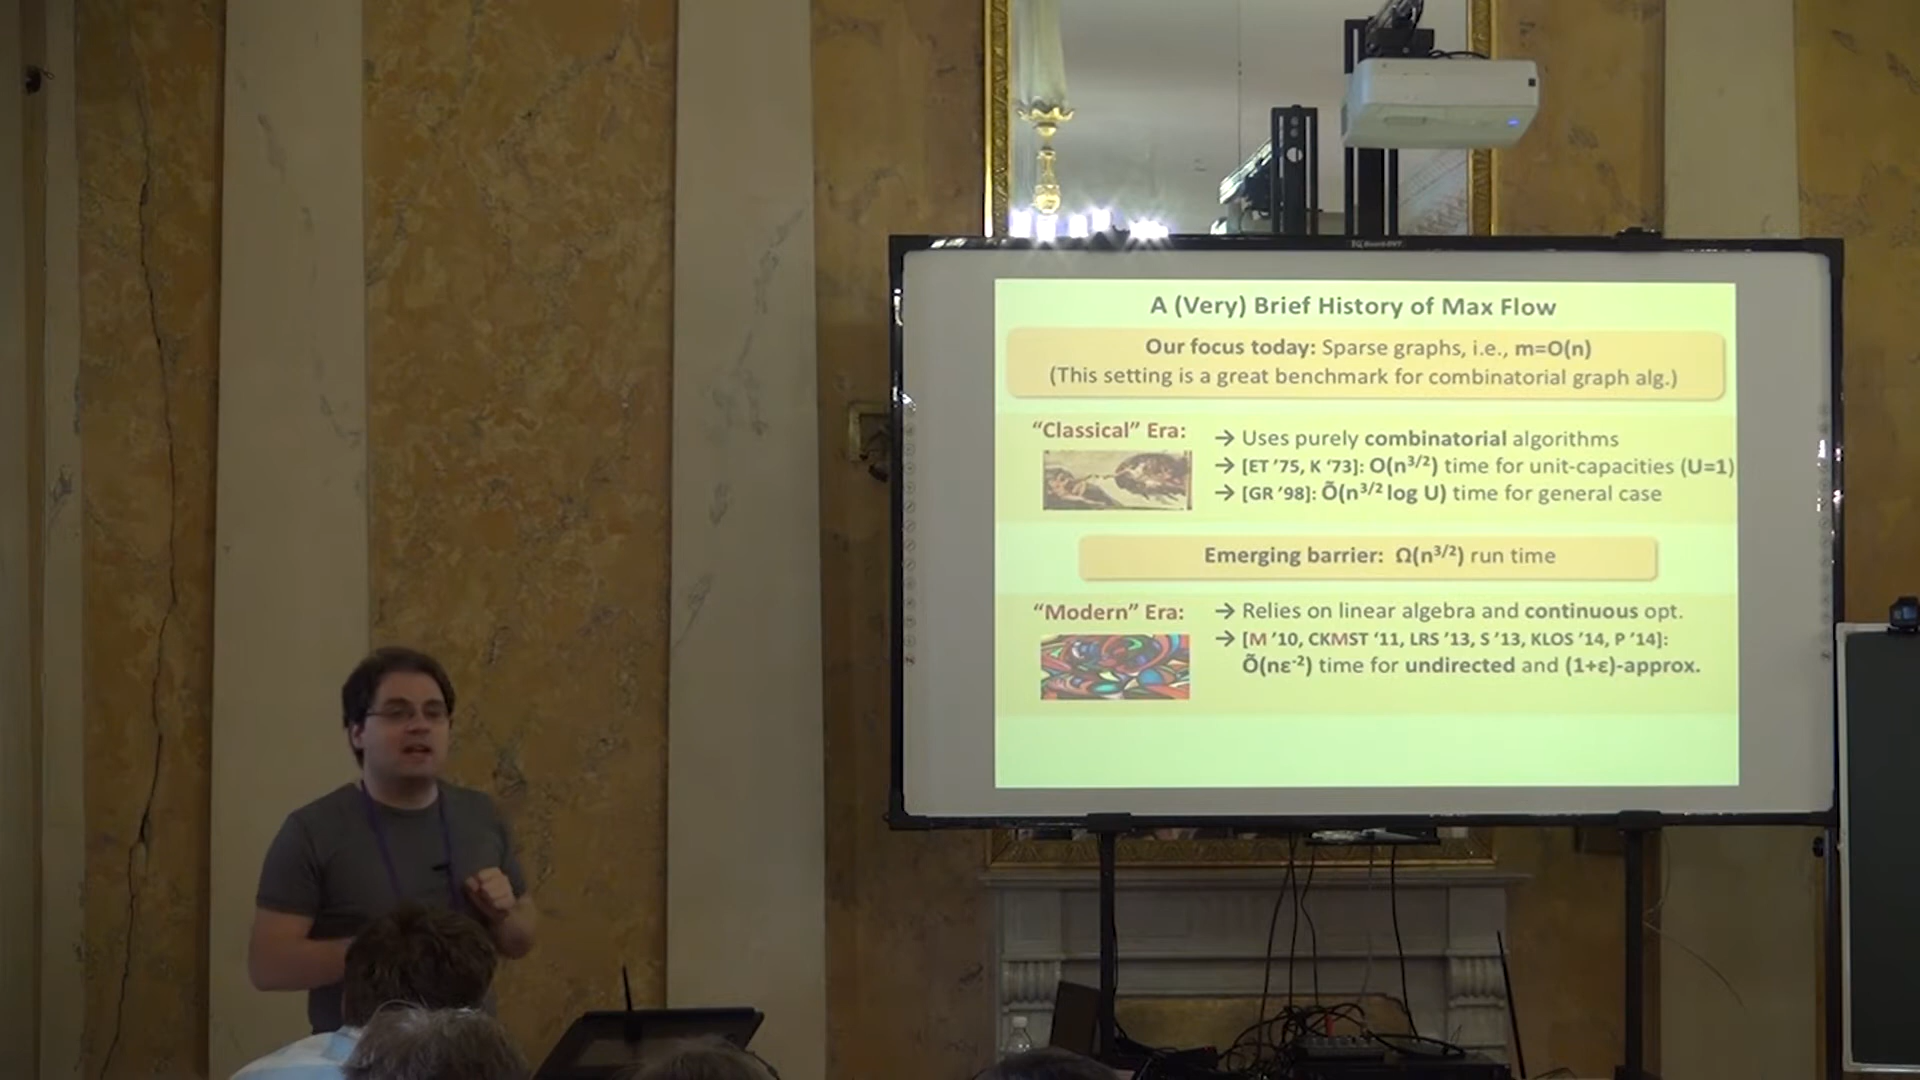 A (Very) Brief History of Max Flow
Our focus today: Sparse graphs, i.e., m=O(n)
(This setting is a great benchmark for combinatorial graph alg.)
“Classical” Era:
→ Uses purely combinatorial algorithms
→ [ET ’75, K ‘73]: O(n³/²) time for unit-capacities (U=1)
→ [GR ’98]: Õ(n³/² log U) time for general case
Emerging barrier: Ω(n³/²) run time
“Modern” Era:
→ Relies on linear algebra and continuous opt.
→ [M ’10, CKMST ‘11, LRS ’13, S ’13, KLOS ’14, P ’14]:
Õ(nε⁻²) time for undirected and (1+ε)-approx.